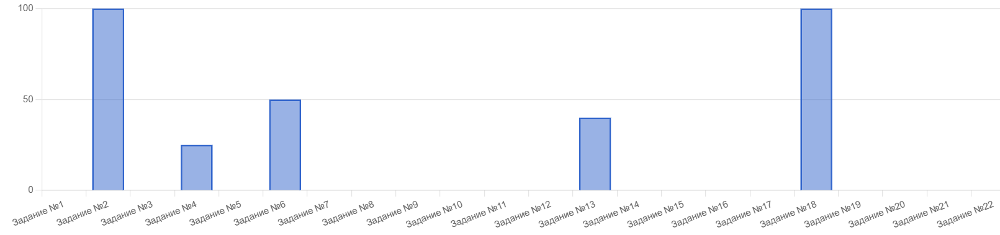 100
50
0
Задание №1
Задание №2
Задание №3
Задание №4
Задание №5
Задание №6
Задание №7
Задание №8
Задание №9
Задание №10
Задание №11
Задание №12
Задание №13
Задание №14
Задание №15
Задание №16
Задание №17
Задание №18
Задание №19
Задание №20
Задание №21
Задание №22